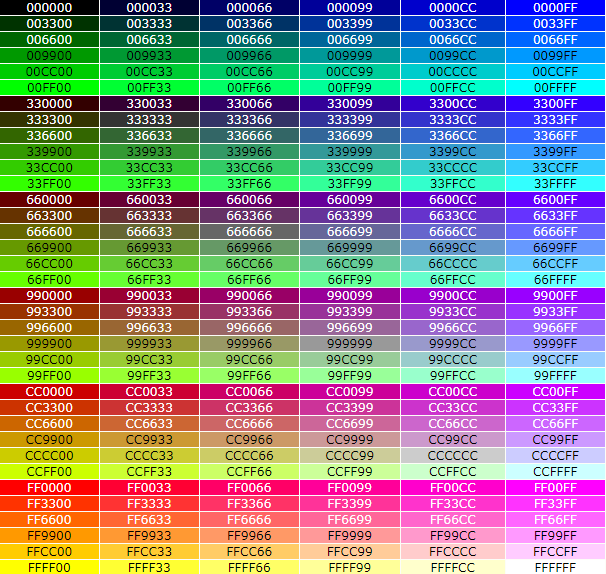 000000 000033 000066 000099 0000CC 0000FF
003300 003333 003366 003399 0033CC 0033FF
006600 006633 006666 006699 0066CC 0066FF
009900 009933 009966 009999 0099CC 0099FF
00CC00 00CC33 00CC66 00CC99 00CCCC 00CCFF
00FF00 00FF33 00FF66 00FF99 00FFCC 00FFFF
330000 330033 330066 330099 3300CC 3300FF
333300 333333 333366 333399 3333CC 3333FF
336600 336633 336666 336699 3366CC 3366FF
339900 339933 339966 339999 3399CC 3399FF
33CC00 33CC33 33CC66 33CC99 33CCCC 33CCFF
33FF00 33FF33 33FF66 33FF99 33FFCC 33FFFF
660000 660033 660066 660099 6600CC 6600FF
663300 663333 663366 663399 6633CC 6633FF
666600 666633 666666 666699 6666CC 6666FF
669900 669933 669966 669999 6699CC 6699FF
66CC00 66CC33 66CC66 66CC99 66CCCC 66CCFF
66FF00 66FF33 66FF66 66FF99 66FFCC 66FFFF
990000 990033 990066 990099 9900CC 9900FF
993300 993333 993366 993399 9933CC 9933FF
996600 996633 996666 996699 9966CC 9966FF
999900 999933 999966 999999 9999CC 9999FF
99CC00 99CC33 99CC66 99CC99 99CCCC 99CCFF
99FF00 99FF33 99FF66 99FF99 99FFCC 99FFFF
CC0000 CC0033 CC0066 CC0099 CC00CC CC00FF
CC3300 CC3333 CC3366 CC3399 CC33CC CC33FF
CC6600 CC6633 CC6666 CC6699 CC66CC CC66FF
CC9900 CC9933 CC9966 CC9999 CC99CC CC99FF
CCCC00 CCCC33 CCCC66 CCCC99 CCCCCC CCCCFF
CCFF00 CCFF33 CCFF66 CCFF99 CCFFCC CCFFFF
FF0000 FF0033 FF0066 FF0099 FF00CC FF00FF
FF3300 FF3333 FF3366 FF3399 FF33CC FF33FF
FF6600 FF6633 FF6666 FF6699 FF66CC FF66FF
FF9900 FF9933 FF9966 FF9999 FF99CC FF99FF
FFCC00 FFCC33 FFCC66 FFCC99 FFCCCC FFCCFF
FFFF00 FFFF33 FFFF66 FFFF99 FFFFCC FFFFFF